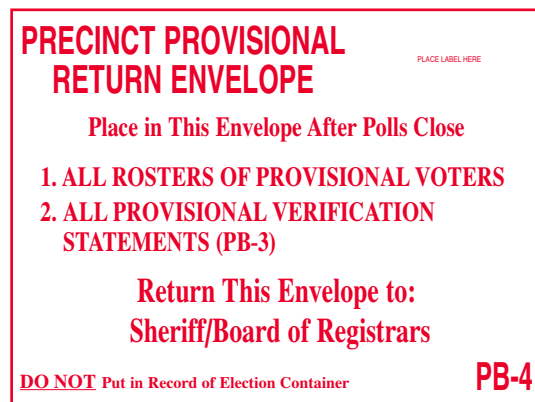 PRECINCT PROVISIONAL
RETURN ENVELOPE
PLACE LABEL HERE
Place in This Envelope After Polls Close
1. ALL ROSTERS OF PROVISIONAL VOTERS
2. ALL PROVISIONAL VERIFICATION
STATEMENTS (PB-3)
Return This Envelope to:
Sheriff/Board of Registrars
DO NOT Put in Record of Election Container
PB-4